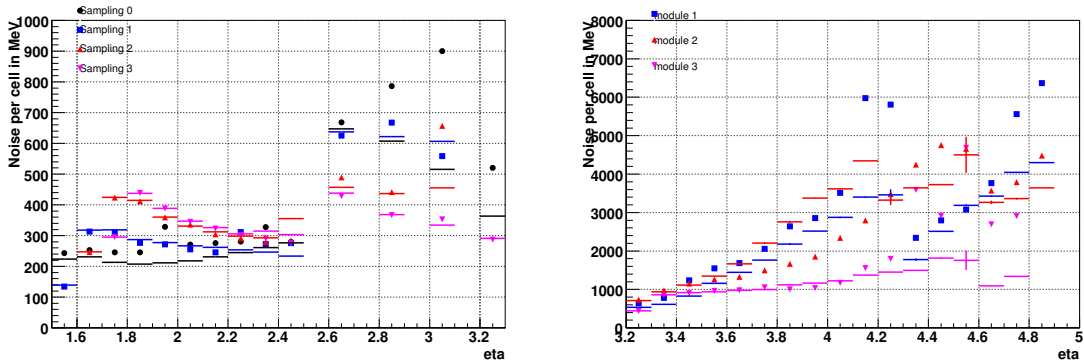 Noise per cell in MeV
1000
900
800
700
600
500
400
300
200
100
0
Sampling 0
Sampling 1
Sampling 2
Sampling 3
1.6 1.8 2 2.2 2.4 2.6 2.8 3 3.2
eta
Noise per cell in MeV
8000
7000
6000
5000
4000
3000
2000
1000
0
module 1
module 2
module 3
3.2 3.4 3.6 3.8 4 4.2 4.4 4.6 4.8 5
eta